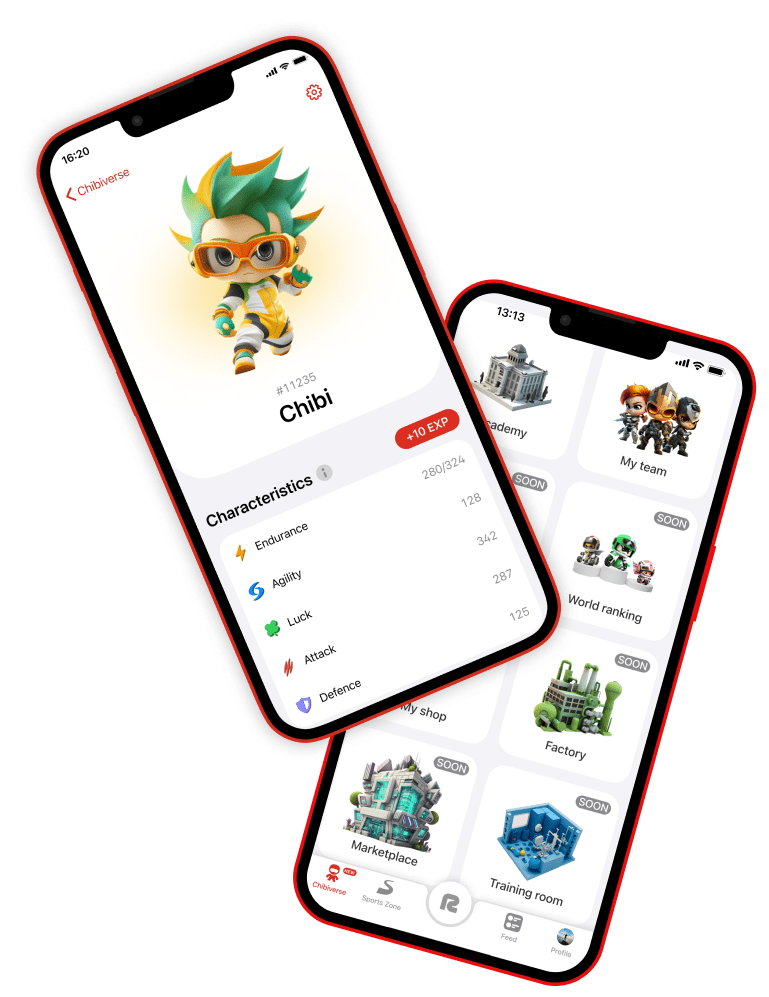 16:20
Chibiverse
#11235
Chibi
+10 EXP
Characteristics
Endurance 280/324
Agility 128
Luck 342
Attack 287
Defence 125
13:13
cademy
My team
SOON
SOON
World ranking
My shop
SOON
Factory
SOON
Marketplace
SOON
Training room
NEW
Chibiverse
Sports Zone
Feed
Profile